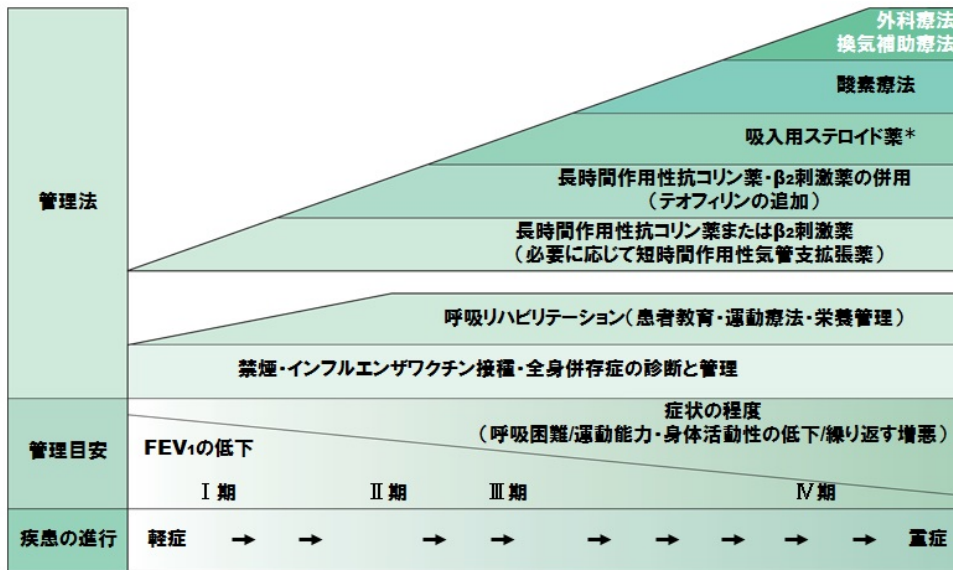 外科療法
換気補助療法
酸素療法
吸入用ステロイド薬*
長時間作用性抗コリン薬・β₂刺激薬の併用
(テオフィリンの追加)
長時間作用性抗コリン薬またはβ₂刺激薬
(必要に応じて短時間作用性気管支拡張薬)
管理法
呼吸リハビリテーション(患者教育・運動療法・栄養管理)
禁煙・インフルエンザワクチン接種・全身併存症の診断と管理
管理目安
症状の程度
(呼吸困難/運動能力・身体活動性の低下/繰り返す増悪)
FEV₁の低下
Ⅰ期 Ⅱ期 Ⅲ期 Ⅳ期
疾患の進行 軽症 → → → → → → → → → 重症